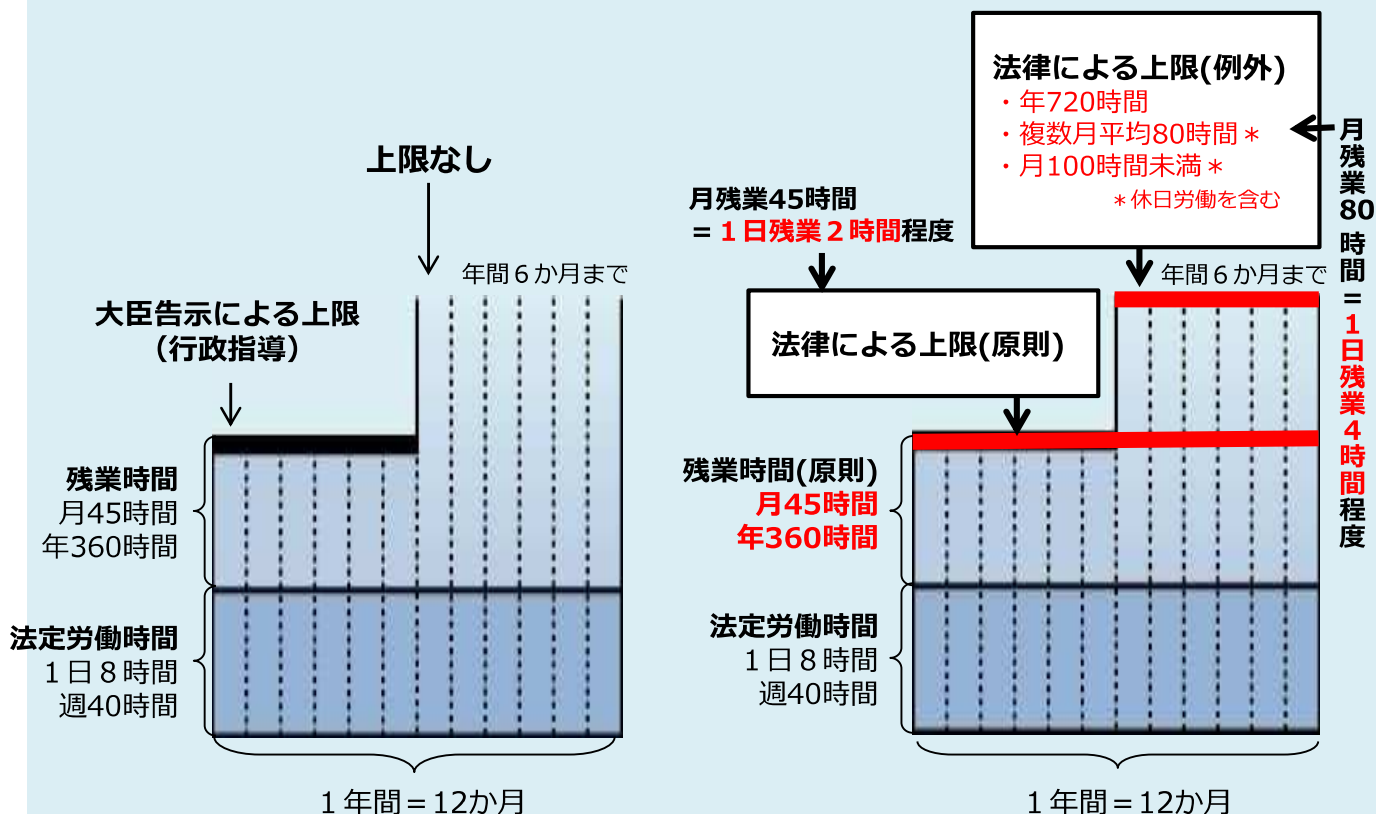 上限なし
年間６か月まで
大臣告示による上限
（行政指導）
残業時間
月45時間
年360時間
法定労働時間
１日８時間
週40時間
１年間＝12か月
法律による上限(例外)
・年720時間
・複数月平均80時間＊
・月100時間未満＊
＊休日労働を含む
月残業80時間＝１日残業４時間程度
月残業45時間
＝１日残業２時間程度
年間６か月まで
法律による上限(原則)
残業時間(原則)
月45時間
年360時間
法定労働時間
１日８時間
週40時間
１年間＝12か月